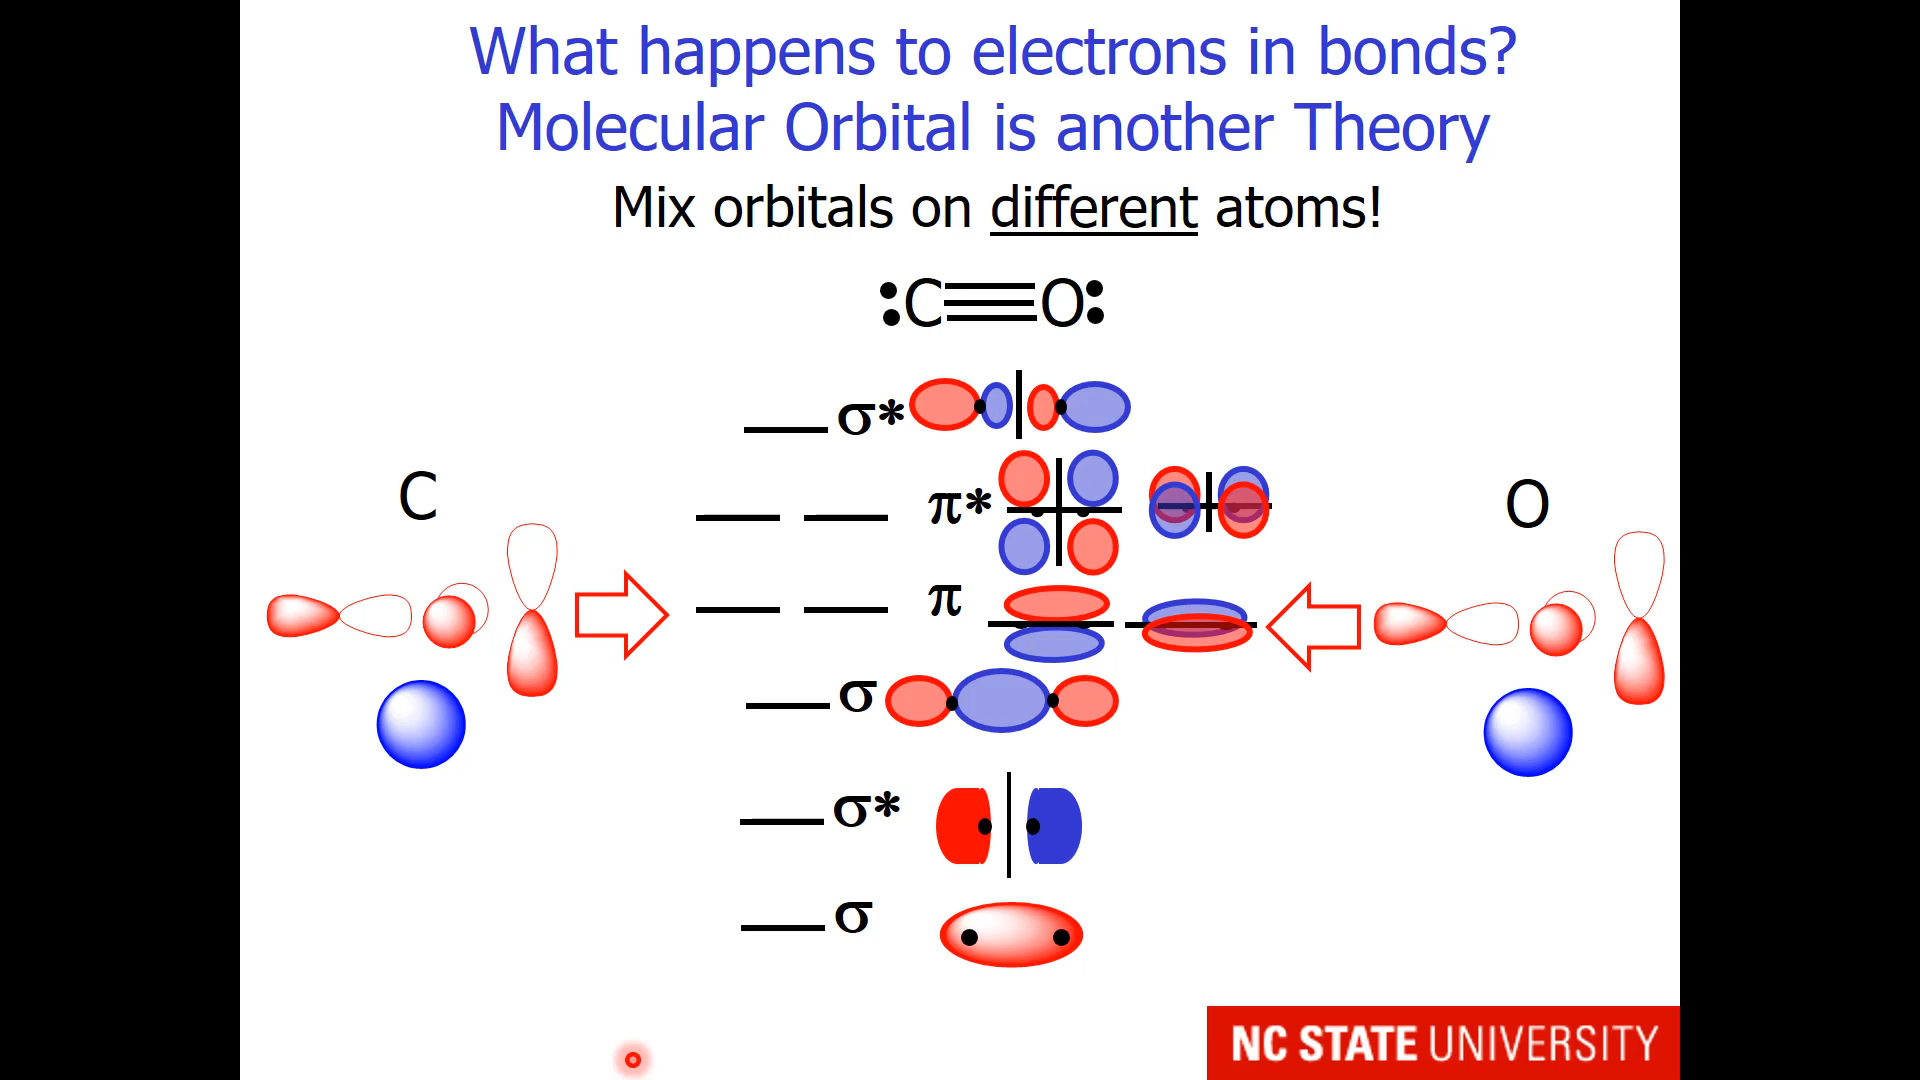 What happens to electrons in bonds?
Molecular Orbital is another Theory
Mix orbitals on different atoms!
:C≡O:
σ*
C
π*
O
π
σ
σ*
σ
NC STATE UNIVERSITY